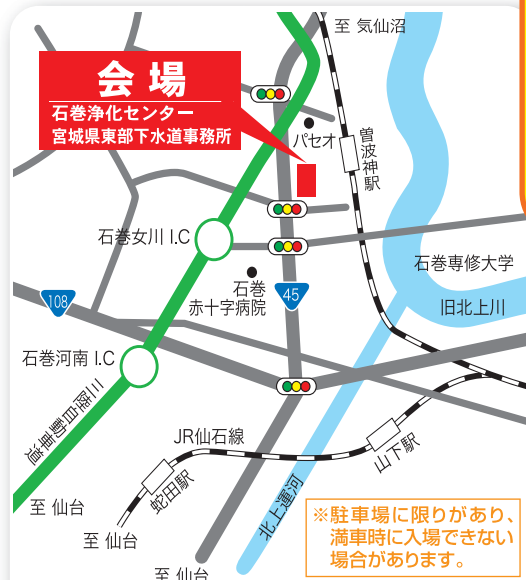 至 気仙沼
会場
石巻浄化センター
宮城県東部下水道事務所
パセオ
曽波神駅
石巻女川 I.C
石巻専修大学
石巻
赤十字病院
45
108
旧北上川
石巻河南 I.C
三陸自動車道
JR仙石線
山下駅
蛇田駅
北上運河
至 仙台
至 仙台
至 仙台
※駐車場に限りがあり、
満車時に入場できない
場合があります。